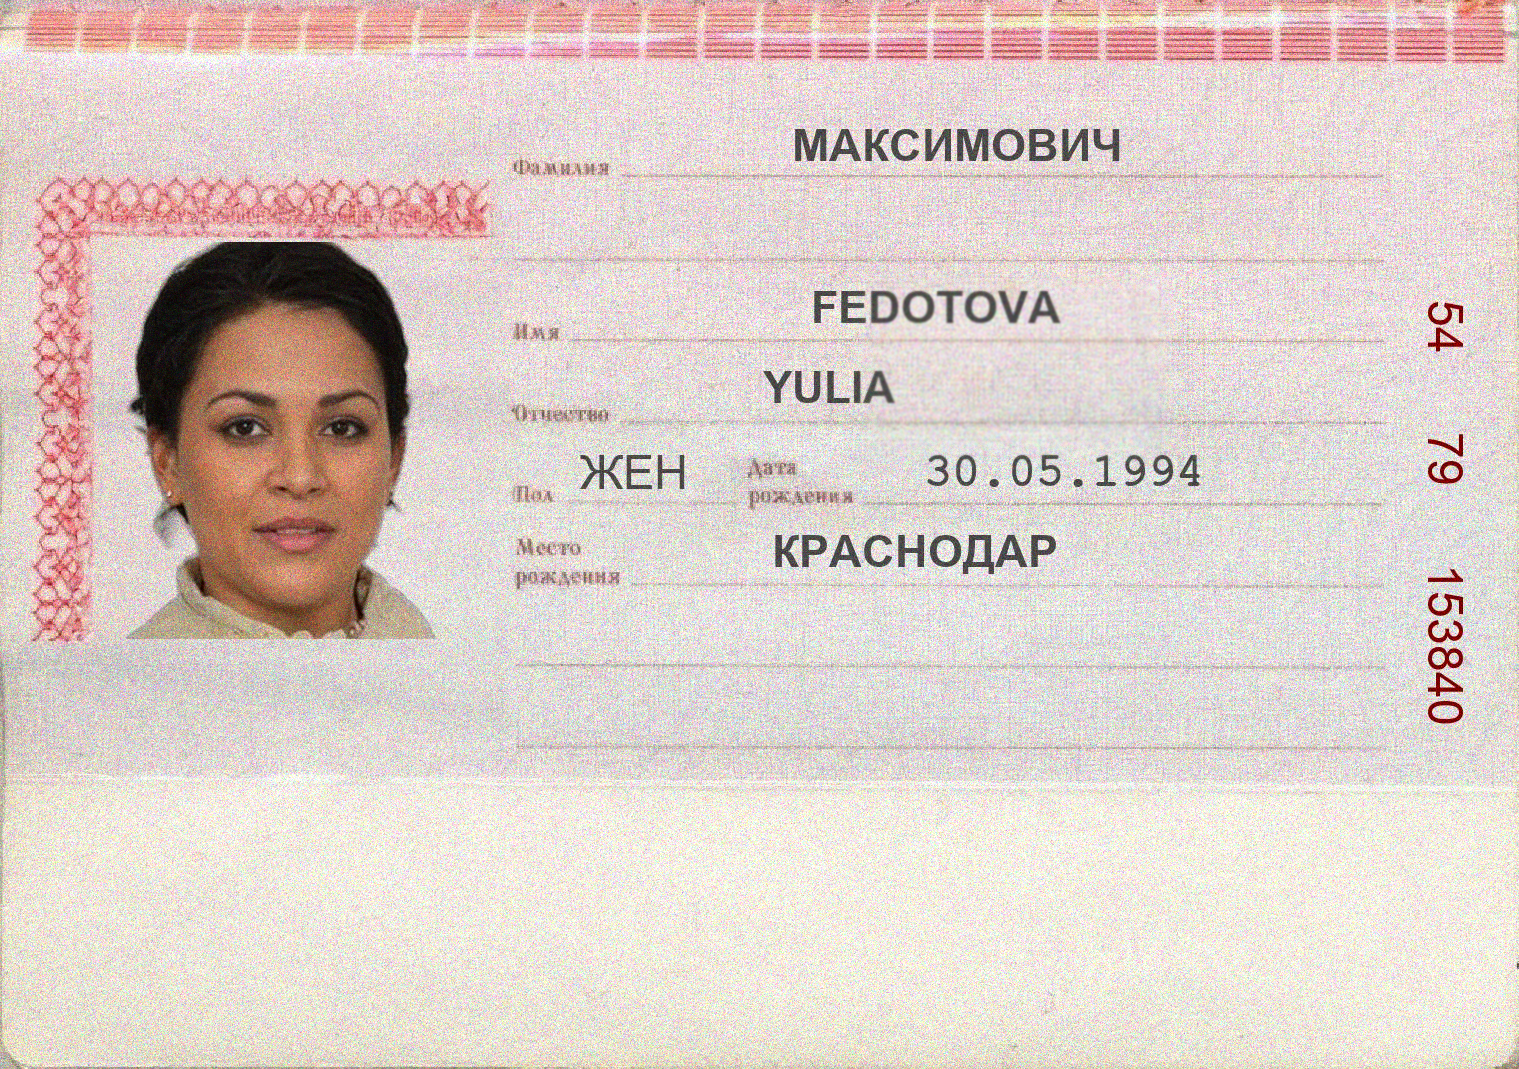 Фамилия МАКСИМОВИЧ
Имя FEDOTOVA
Отчество YULIA
Пол ЖЕН Дата рождения 30.05.1994
Место рождения КРАСНОДАР
54 79 153840